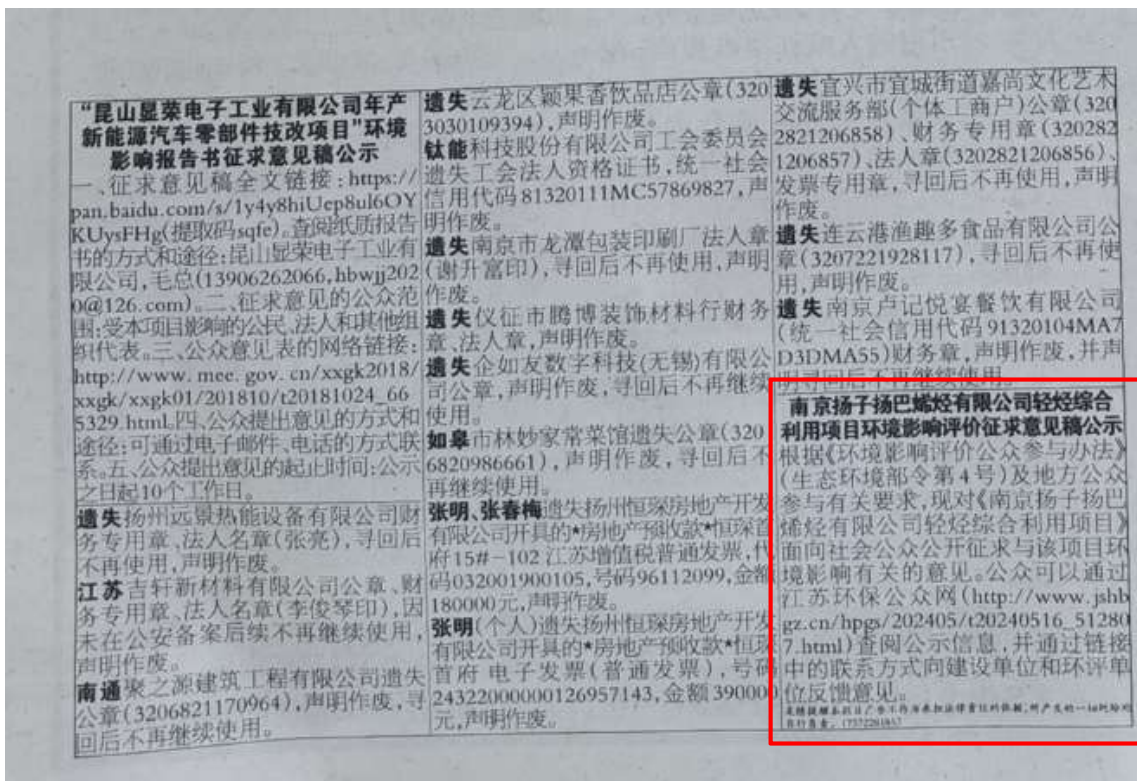 “昆山显荣电子工业有限公司年产
新能源汽车零部件技改项目”环境
影响报告书征求意见稿公示
一、征求意见稿全文链接:https://
pan.baidu.com/s/1y4y8hiUep8ul6OY
KUysFHg(提取码sqfe)。查阅纸质报告
书的方式和途径:昆山显荣电子工业有
限公司,毛总(13906262066,hbwjj202
0@126.com)。二、征求意见的公众范
围:受本项目影响的公民、法人和其他组
织代表。三、公众意见表的网络链接:
http://www.mee.gov.cn/xxgk2018/
xxgk/xxgk01/201810/t20181024_66
5329.html.四、公众提出意见的方式和
途径:可通过电子邮件、电话的方式联
系。五、公众提出意见的起止时间:公示
之日起10个工作日。
遗失扬州远景热能设备有限公司财
务专用章、法人名章(张亮),寻回后
不再使用,声明作废。
江苏吉轩新材料有限公司公章、财
务专用章、法人名章(李俊琴印),因
未在公安备案后续不再继续使用,
声明作废。
南通聚之源建筑工程有限公司遗失
公章(3206821170964),声明作废,寻
回后不再继续使用。
遗失云龙区颖果香饮品店公章(320
3030109394),声明作废。
钛能科技股份有限公司工会委员会
遗失工会法人资格证书,统一社会
信用代码81320111MC57869827,声
明作废。
遗失南京市龙潭包装印刷厂法人章
(谢升富印),寻回后不再使用,声明
作废。
遗失仪征市腾博装饰材料行财务
章、法人章,声明作废。
遗失企如友数字科技(无锡)有限公
司公章,声明作废,寻回后不再继续
使用。
如皋市林妙家常菜馆遗失公章(320
6820986661),声明作废,寻回后不
再继续使用。
张明、张春梅遗失扬州恒琛房地产开发
有限公司开具的*房地产预收款*恒琛首
府15#-102江苏增值税普通发票,代
码032001900105,号码96112099,金额
180000元,声明作废。
张明(个人)遗失扬州恒琛房地产开发
有限公司开具的*房地产预收款*恒琛
首府 电子发票(普通发票),号码
24322000000126957143,金额390000
元,声明作废。
遗失宜兴市宜城街道嘉尚文化艺术
交流服务部(个体工商户)公章(320
2821206858)、财务专用章(320282
1206857)、法人章(3202821206856)、
发票专用章,寻回后不再使用,声明
作废。
遗失连云港渔趣多食品有限公司公
章(3207221928117),寻回后不再使
用,声明作废。
遗失南京卢记悦宴餐饮有限公司
(统一社会信用代码91320104MA7
D3DMA55)财务章,声明作废,并声
明寻回后不再继续使用。
南京扬子扬巴烯烃有限公司轻烃综合
利用项目环境影响评价征求意见稿公示
根据《环境影响评价公众参与办法》
(生态环境部令第4号)及地方公众
参与有关要求,现对《南京扬子扬巴
烯烃有限公司轻烃综合利用项目》
面向社会公众公开征求与该项目环
境影响有关的意见。公众可以通过
江苏环保公众网(http://www.jshb
gz.cn/hpgs/202405/t20240516_51280
7.html)查阅公示信息,并通过链接
中的联系方式向建设单位和环评单
位反馈意见。